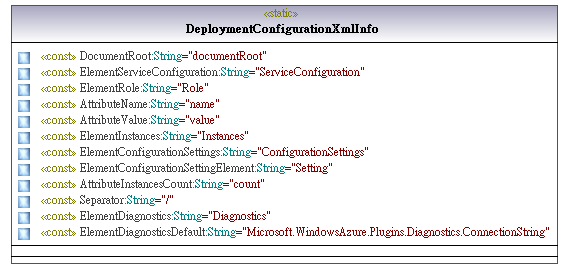 «static»
DeploymentConfigurationXmlInfo
«const» DocumentRoot:String="documentRoot"
«const» ElementServiceConfiguration:String="ServiceConfiguration"
«const» ElementRole:String="Role"
«const» AttributeName:String="name"
«const» AttributeValue:String="value"
«const» ElementInstances:String="Instances"
«const» ElementConfigurationSettings:String="ConfigurationSettings"
«const» ElementConfigurationSettingElement:String="Setting"
«const» AttributeInstancesCount:String="count"
«const» Separator:String="/"
«const» ElementDiagnostics:String="Diagnostics"
«const» ElementDiagnosticsDefault:String="Microsoft.WindowsAzure.Plugins.Diagnostics.ConnectionString"